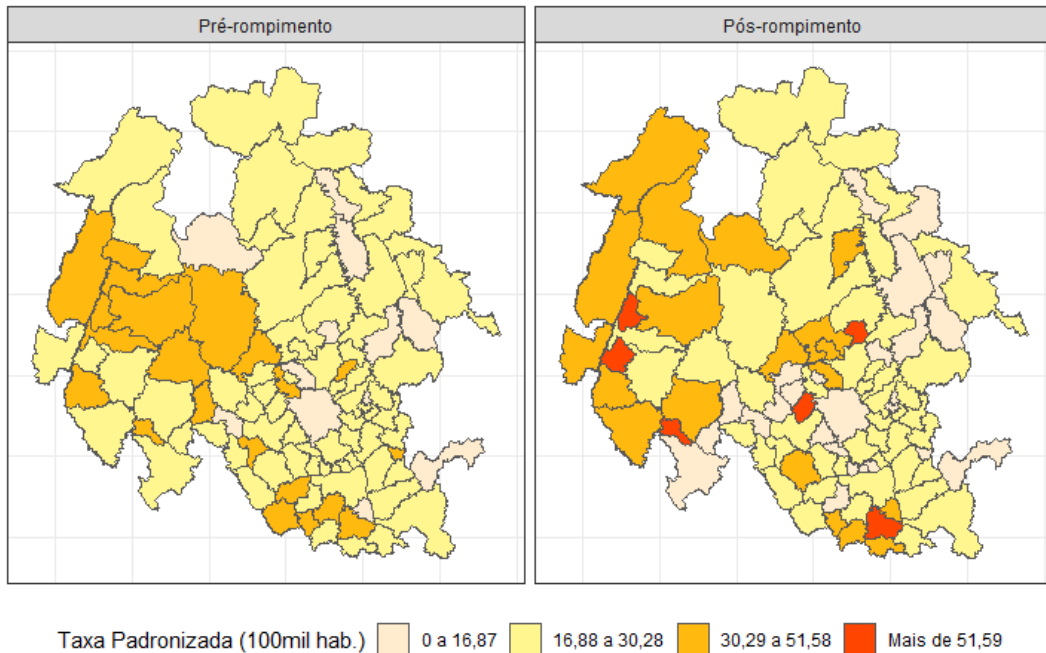 Pré-rompimento
Pós-rompimento
Taxa Padronizada (100mil hab.) 0 a 16,87 16,88 a 30,28 30,29 a 51,58 Mais de 51,59